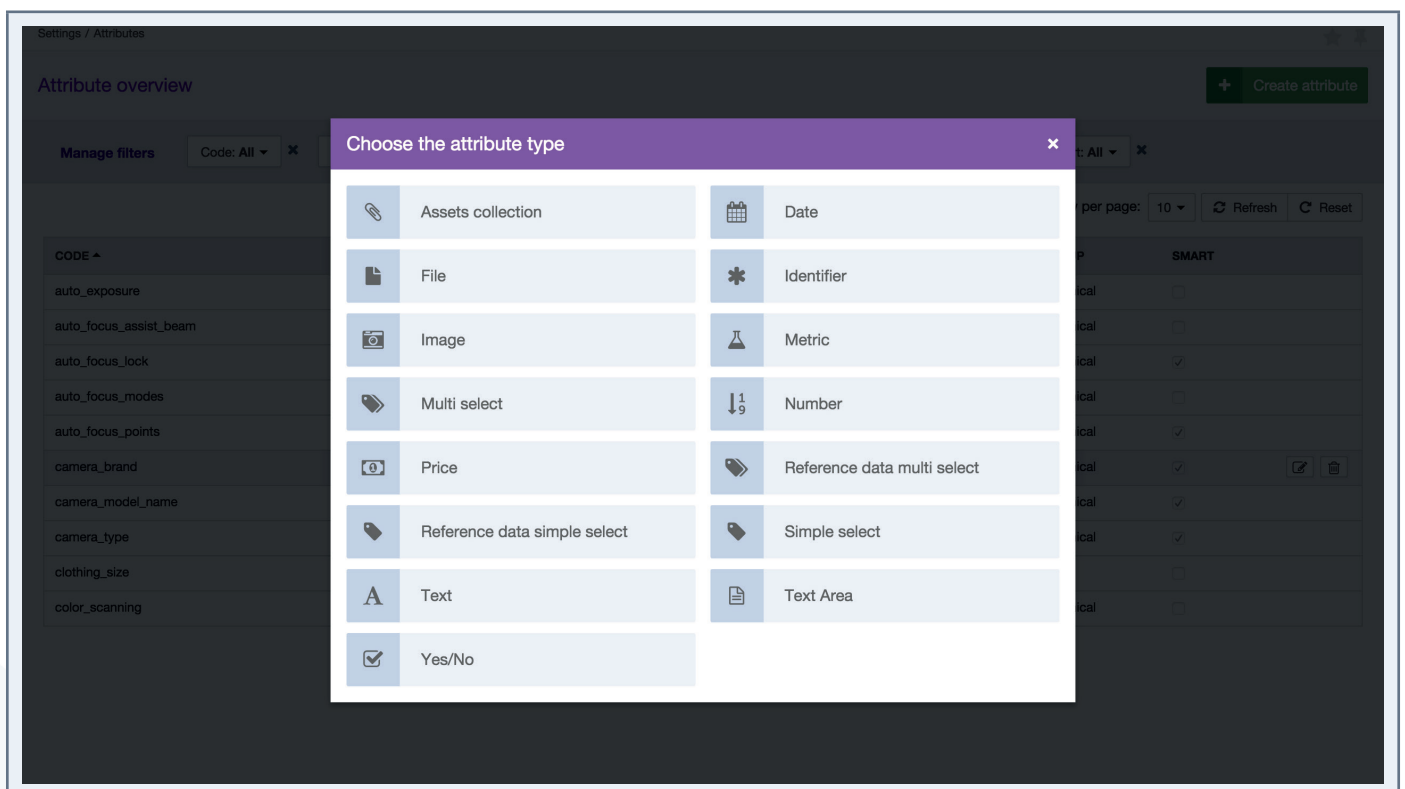 Settings / Attributes
Attribute overview
+ Create attribute
Manage filters Code: All
Choose the attribute type ×
: All
per page: 10 Refresh Reset
Assets collection Date
CODE SMART
File Identifier
auto_exposure
auto_focus_assist_beam
Image Metric
auto_focus_lock
auto_focus_modes
Multi select Number
auto_focus_points
camera_brand
Price Reference data multi select
camera_model_name
Reference data simple select Simple select
camera_type
clothing_size
Text Text Area
color_scanning
Yes/No